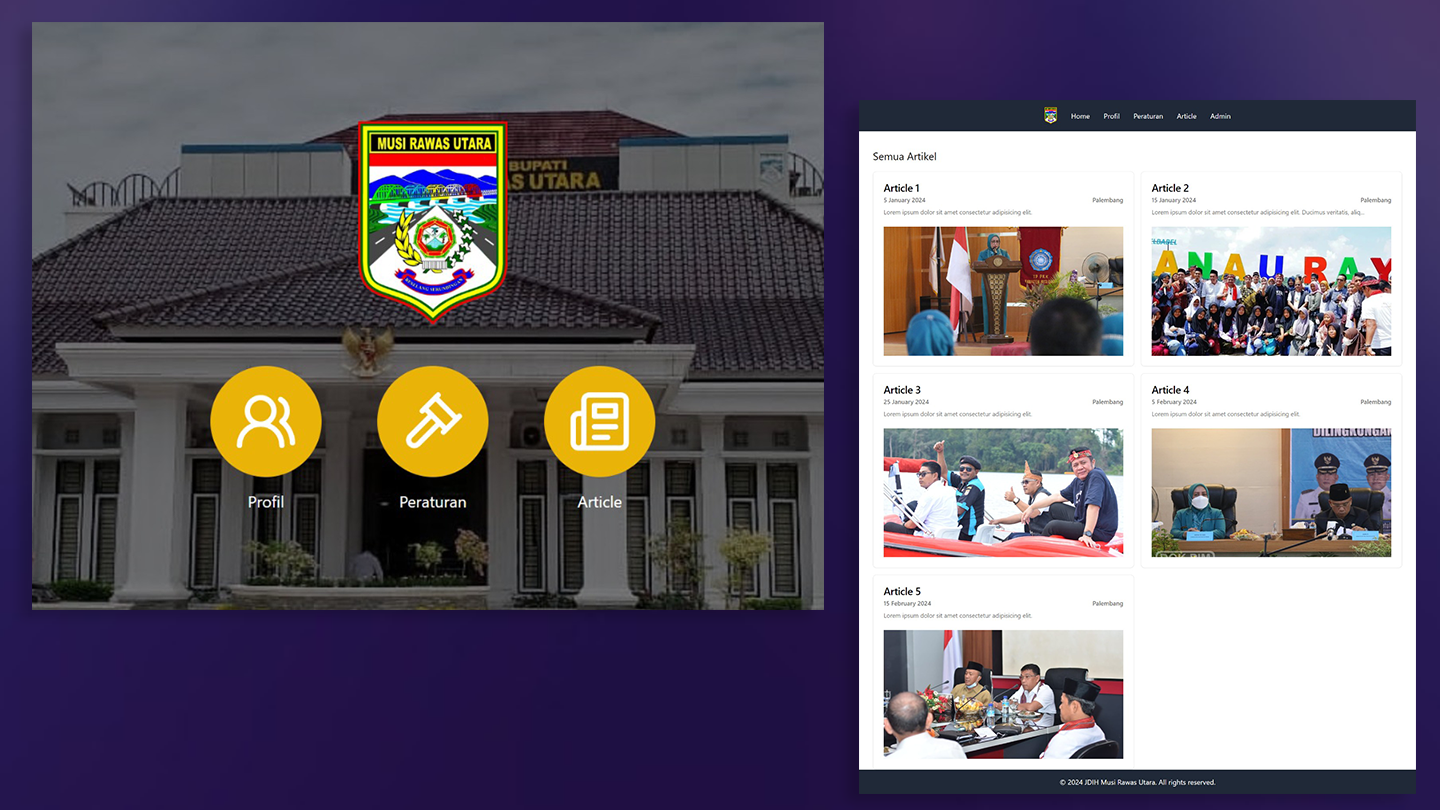 MUSI RAWAS UTARA
BUPATI
AS UTARA
BESELANG SERUNDINGAN
Profil
Peraturan
Article
Home
Profil
Peraturan
Article
Admin
Semua Artikel
Article 1
5 January 2024
Palembang
Lorem ipsum dolor sit amet consectetur adipisicing elit.
Article 2
15 January 2024
Palembang
Lorem ipsum dolor sit amet consectetur adipisicing elit. Ducimus veritatis, aliq...
ANAU RAY
Article 3
25 January 2024
Palembang
Lorem ipsum dolor sit amet consectetur adipisicing elit.
Article 4
5 February 2024
Palembang
Lorem ipsum dolor sit amet consectetur adipisicing elit.
DILINGKUNGAN
Article 5
15 February 2024
Palembang
Lorem ipsum dolor sit amet consectetur adipisicing elit.
© 2024 JDIH Musi Rawas Utara. All rights reserved.